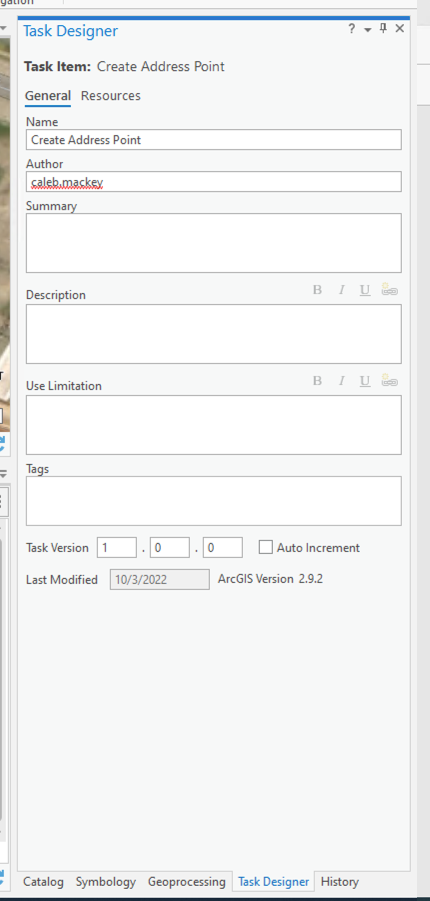 Task Designer ?
Task Item: Create Address Point
General Resources
Name
Create Address Point
Author
caleb.mackey
Summary
Description B I U
Use Limitation B I U
Tags
Task Version 1 . 0 . 0 Auto Increment
Last Modified 10/3/2022 ArcGIS Version 2.9.2
Catalog Symbology Geoprocessing Task Designer History